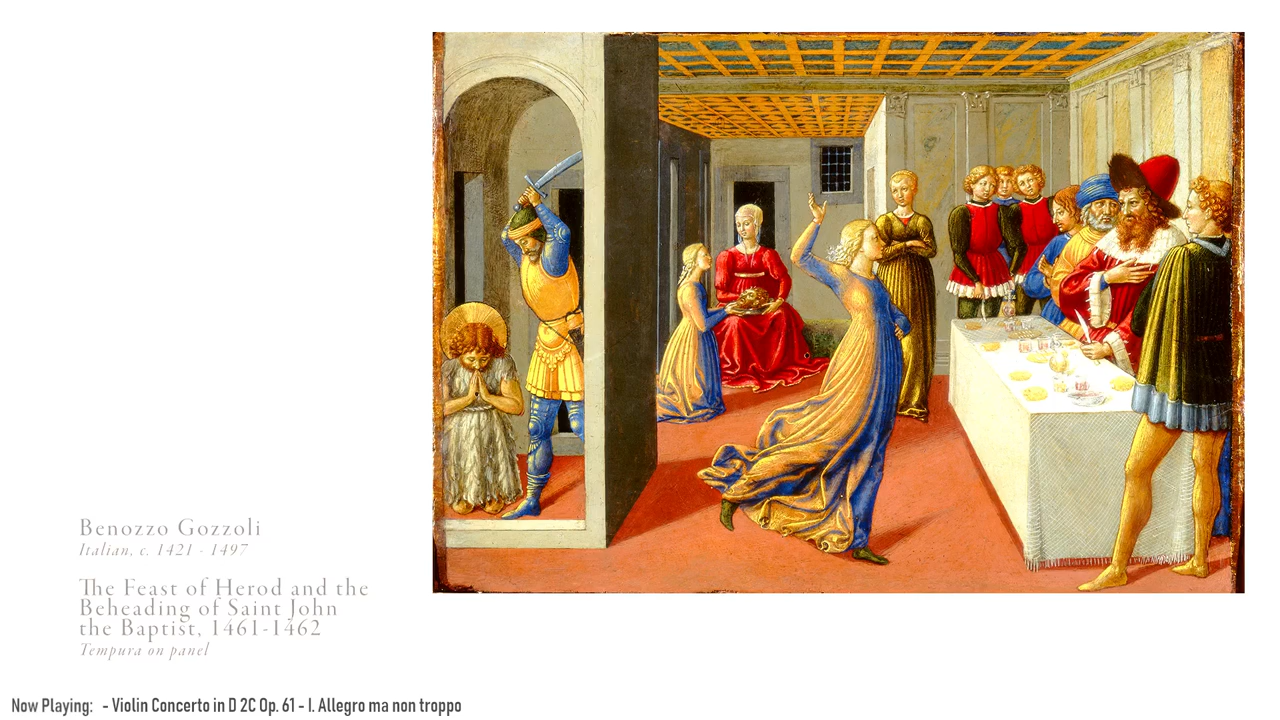 Benozzo Gozzoli
Italian, c. 1421 - 1497
The Feast of Herod and the
Beheading of Saint John
the Baptist, 1461-1462
Tempura on panel
Now Playing: - Violin Concerto in D 2C Op. 61 - I. Allegro ma non troppo